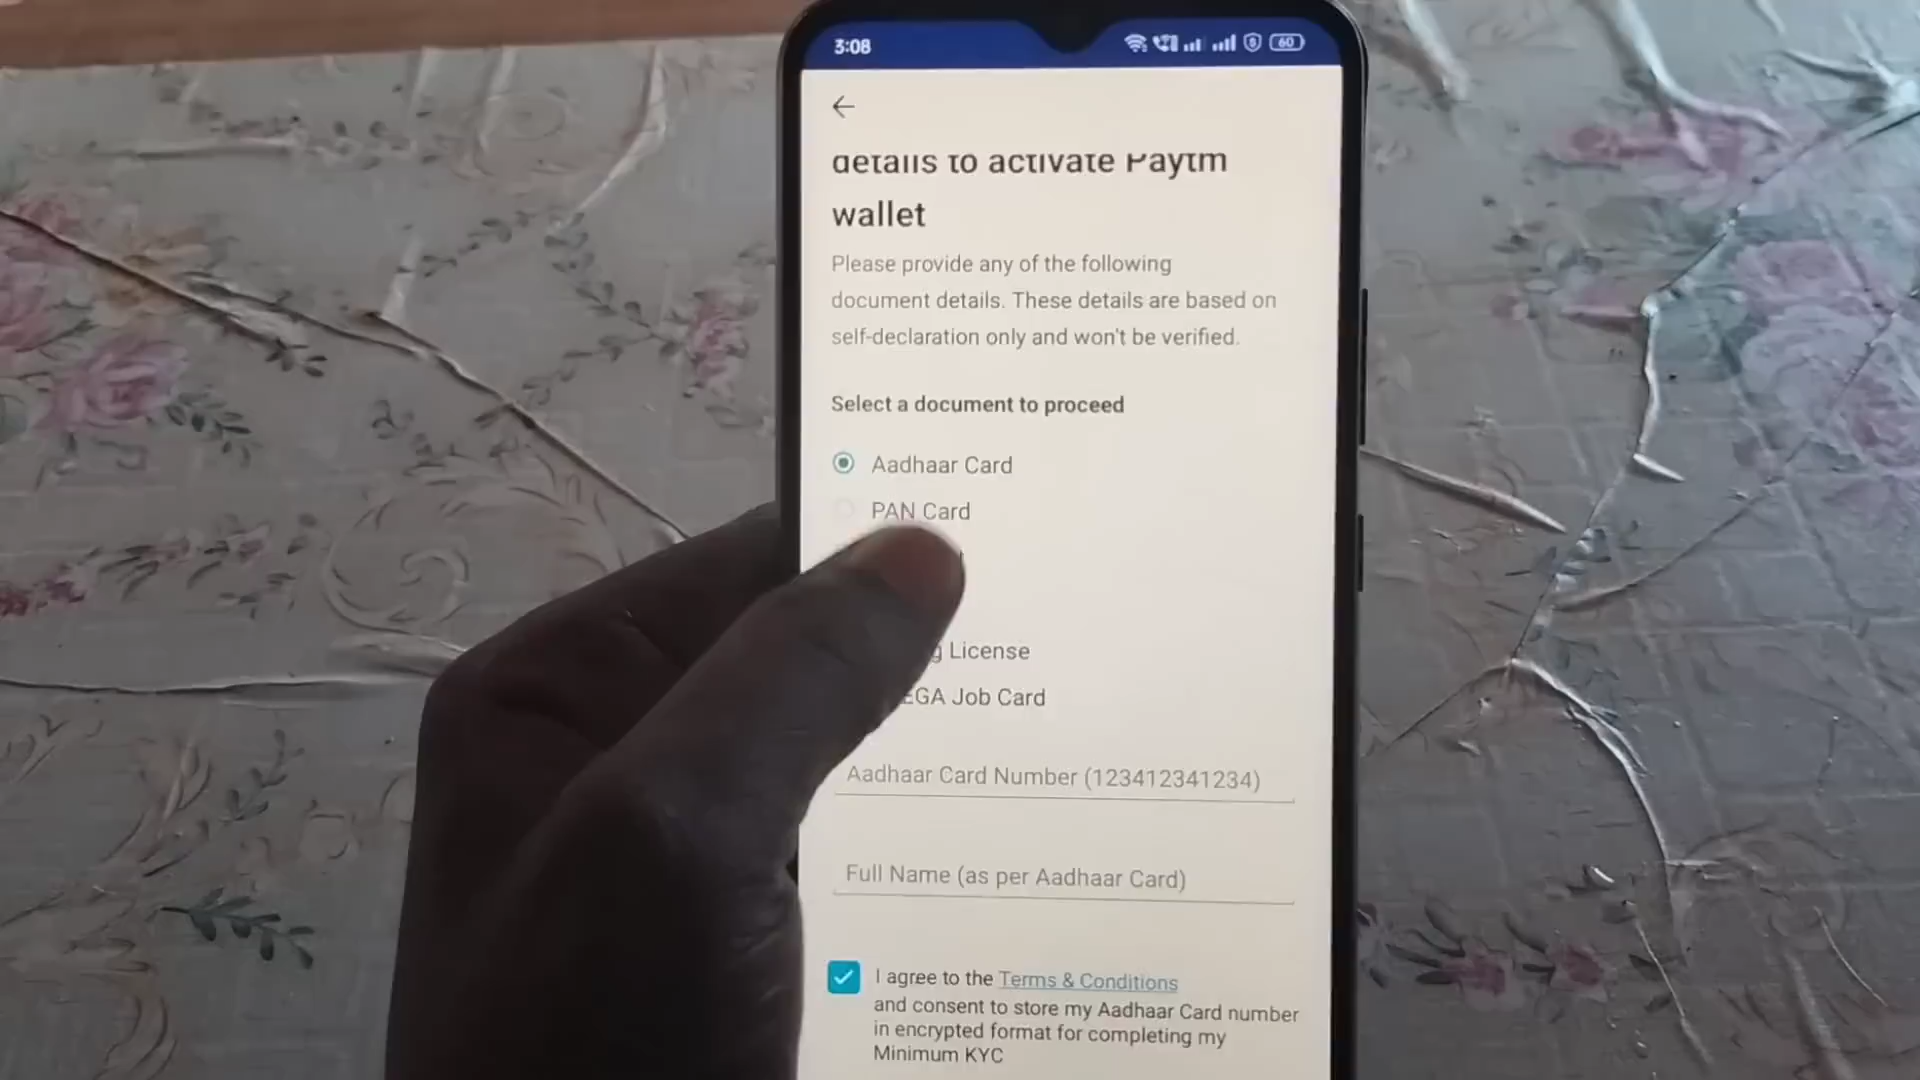 3:08
60
details to activate Paytm
wallet
Please provide any of the following
document details. These details are based on
self-declaration only and won't be verified.
Select a document to proceed
Aadhaar Card
PAN Card
License
Job Card
Aadhaar Card Number (123412341234)
Full Name (as per Aadhaar Card)
I agree to the Terms & Conditions
and consent to store my Aadhaar Card number
in encrypted format for completing my
Minimum KYC